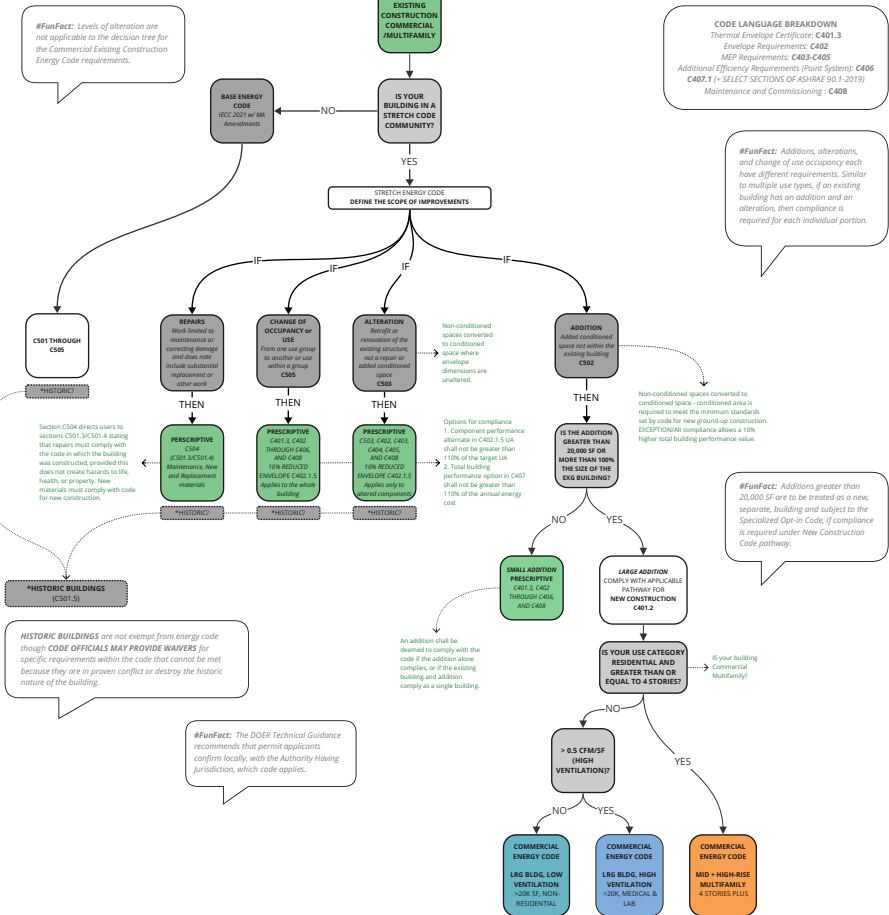 EXISTING
CONSTRUCTION
COMMERCIAL
/MULTIFAMILY
#FunFact: Levels of alteration are
not applicable to the decision tree for
the Commercial Existing Construction
Energy Code requirements.
CODE LANGUAGE BREAKDOWN
Thermal Envelope Certificate: C401.3
Envelope Requirements: C402
MEP Requirements: C403-C405
Additional Efficiency Requirements (Point System): C406
C407.1 (+ SELECT SECTIONS OF ASHRAE 90.1-2019)
Maintenance and Commissioning : C408
BASE ENERGY
CODE
IECC 2021 w/ MA
Amendments
NO
IS YOUR
BUILDING IN A
STRETCH CODE
COMMUNITY?
YES
#FunFact: Additions, alterations,
and change of use occupancy each
have different requirements. Similar
to multiple use types, if an existing
building has an addition and an
alteration, then compliance is
required for each individual portion.
STRETCH ENERGY CODE
DEFINE THE SCOPE OF IMPROVEMENTS
IF
IF
IF
IF
C501 THROUGH
C505
*HISTORIC?
REPAIRS
Work limited to
maintenance or
correcting damage
and does note
include substantial
replacement or
other work
CHANGE OF
OCCUPANCY or
USE
From one use group
to another or use
within a group
C505
ALTERATION
Retrofit or
renovation of the
existing structure,
not a repair or
added conditioned
space
C503
Non-conditioned
spaces converted
to conditioned
space where
envelope
dimensions are
unaltered.
ADDITION
Added conditioned
space not within the
existing building
C502
Non-conditioned spaces converted to
conditioned space - conditioned area is
required to meet the minimum standards
set by code for new ground-up construction.
EXCEPTION/Alt compliance allows a 10%
higher total building performance value.
THEN
THEN
THEN
THEN
Section C504 directs users to
sections C501.3/C501.4 stating
that repairs must comply with
the code in which the building
was constructed, provided this
does not create hazards to life,
health, or property. New
materials must comply with code
for new construction.
PERSCRIPTIVE
C504
(C501.3/C501.4)
Maintenance, New
and Replacement
materials
PRESCRIPTIVE
C401.3, C402
THROUGH C406,
AND C408
10% REDUCED
ENVELOPE C402.1.5
Applies to the whole
building
PRESCRIPTIVE
C503, C402, C403,
C404, C405,
AND C408
10% REDUCED
ENVELOPE C402.1.5
Applies only to
altered components
Options for compliance
1. Component performance
alternate in C402.1.5 UA
shall not be greater than
110% of the target UA
2. Total building
performance option in C407
shall not be greater than
110% of the annual energy
cost
IS THE ADDITION
GREATER THAN
20,000 SF OR
MORE THAN 100%
THE SIZE OF THE
EXG BUILDING?
*HISTORIC?
*HISTORIC?
*HISTORIC?
NO
YES
#FunFact: Additions greater than
20,000 SF are to be treated as a new,
separate, building and subject to the
Specialized Opt-in Code, if compliance
is required under New Construction
Code pathway.
*HISTORIC BUILDINGS
(C501.5)
SMALL ADDITION
PRESCRIPTIVE
C401.3, C402
THROUGH C406,
AND C408
LARGE ADDITION
COMPLY WITH APPLICABLE
PATHWAY FOR
NEW CONSTRUCTION
C401.2
HISTORIC BUILDINGS are not exempt from energy code
though CODE OFFICIALS MAY PROVIDE WAIVERS for
specific requirements within the code that cannot be met
because they are in proven conflict or destroy the historic
nature of the building.
An addition shall be
deemed to comply with the
code if the addition alone
complies, or if the existing
building and addition
comply as a single building.
IS YOUR USE CATEGORY
RESIDENTIAL AND
GREATER THAN OR
EQUAL TO 4 STORIES?
IS your building
Commercial
Multifamily?
NO
YES
#FunFact: The DOER Technical Guidance
recommends that permit applicants
confirm locally, with the Authority Having
Jurisdiction, which code applies.
> 0.5 CFM/SF
(HIGH
VENTILATION)?
NO
YES
COMMERCIAL
ENERGY CODE
LRG BLDG, LOW
VENTILATION
>20K SF, NON-
RESIDENTIAL
COMMERCIAL
ENERGY CODE
LRG BLDG, HIGH
VENTILATION
>20K, MEDICAL &
LAB
COMMERCIAL
ENERGY CODE
MID + HIGH-RISE
MULTIFAMILY
4 STORIES PLUS